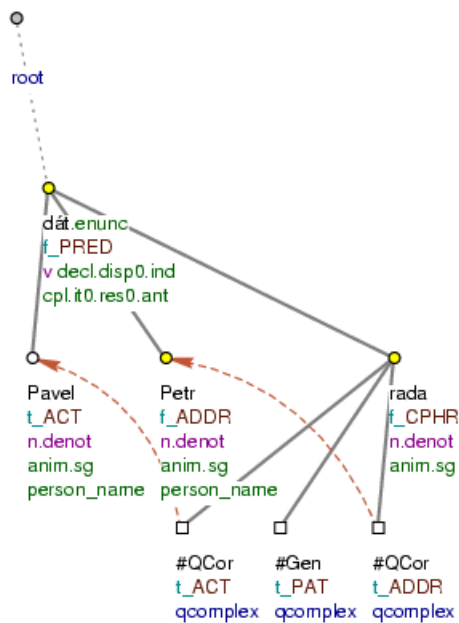 root
dát.enunc
f_PRED
v decl.disp0.ind
cpl.it0.res0.ant
Pavel
t_ACT
n.denot
anim.sg
person_name
Petr
f_ADDR
n.denot
anim.sg
person_name
rada
f_CPHR
n.denot
anim.sg
#QCor
t_ACT
qcomplex
#Gen
t_PAT
qcomplex
#QCor
t_ADDR
qcomplex